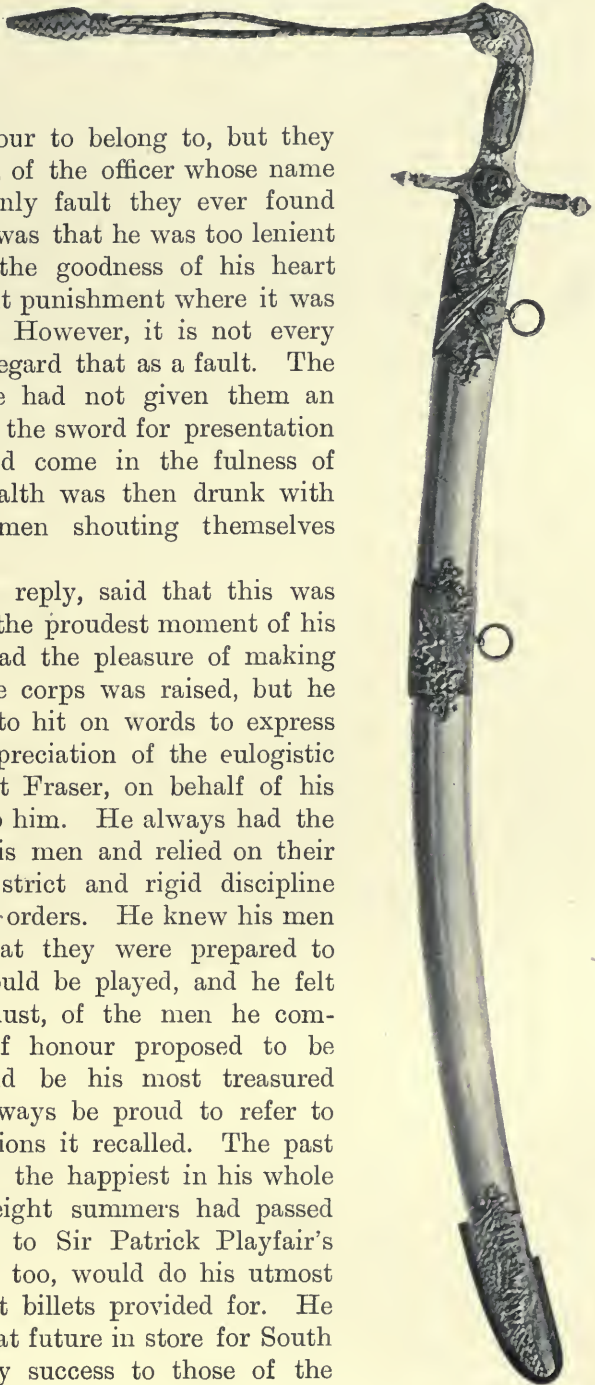 our to belong to, but they
of the officer whose name
nly fault they ever found
was that he was too lenient
the goodness of his heart
t punishment where it was
However, it is not every
egard that as a fault. The
e had not given them an
the sword for presentation
d come in the fulness of
alth was then drunk with
men shouting themselves
reply, said that this was
the proudest moment of his
ad the pleasure of making
e corps was raised, but he
to hit on words to express
preciation of the eulogistic
t Fraser, on behalf of his
o him. He always had the
is men and relied on their
strict and rigid discipline
orders. He knew his men
at they were prepared to
ould be played, and he felt
lust, of the men he com-
f honour proposed to be
d be his most treasured
ways be proud to refer to
ions it recalled. The past
the happiest in his whole
eight summers had passed
to Sir Patrick Playfair's
too, would do his utmost
t billets provided for. He
at future in store for South
y success to those of the